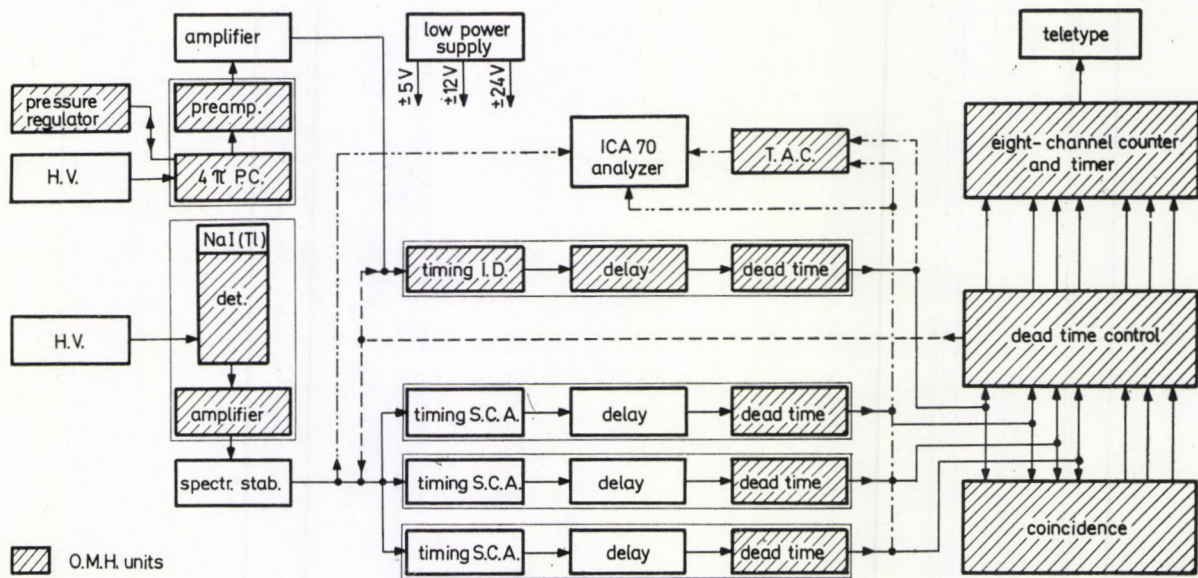 amplifier
low power
supply
teletype
±5V
±12V
±24V
pressure
regulator
preamp.
ICA 70
analyzer
T.A.C.
eight-channel counter
and timer
H.V.
4π P.C.
NaI(Tl)
det.
timing I.D.
delay
dead time
H.V.
dead time control
amplifier
timing S.C.A.
delay
dead time
spectr. stab.
timing S.C.A.
delay
dead time
coincidence
timing S.C.A.
delay
dead time
O.M.H. units